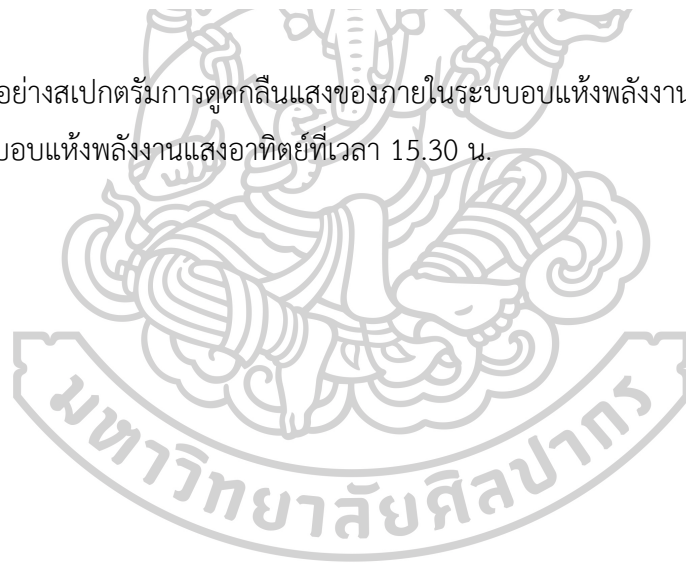 อย่างสเปกตรัมการดูดกลืนแสงของภายในระบบอบแห้งพลังงาน
บอบแห้งพลังงานแสงอาทิตย์ที่เวลา 15.30 น.
มหาวิทยาลัยศิลปากร